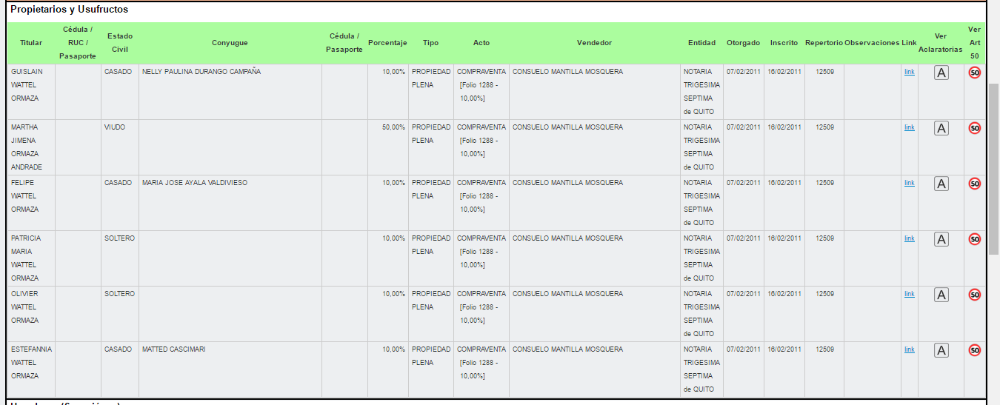 Propietarios y Usufructos
Titular
Cédula /
RUC /
Pasaporte
Estado
Civil
Conyugue
Cédula /
Pasaporte
Porcentaje
Tipo
Acto
Vendedor
Entidad
Otorgado
Inscrito
Repertorio
Observaciones
Link
Ver
Aclaratorias
Ver
Art
50
GUISLAIN
WATTEL
ORMAZA
CASADO
NELLY PAULINA DURANGO CAMPAÑA
10,00%
PROPIEDAD
PLENA
COMPRAVENTA
[Folio 1288 -
10,00%]
CONSUELO MANTILLA MOSQUERA
NOTARIA
TRIGESIMA
SEPTIMA
de QUITO
07/02/2011
16/02/2011
12509
link
A
50
MARTHA
JIMENA
ORMAZA
ANDRADE
VIUDO
50,00%
PROPIEDAD
PLENA
COMPRAVENTA
[Folio 1288 -
10,00%]
CONSUELO MANTILLA MOSQUERA
NOTARIA
TRIGESIMA
SEPTIMA
de QUITO
07/02/2011
16/02/2011
12509
link
A
50
FELIPE
WATTEL
ORMAZA
CASADO
MARIA JOSE AYALA VALDIVIESO
10,00%
PROPIEDAD
PLENA
COMPRAVENTA
[Folio 1288 -
10,00%]
CONSUELO MANTILLA MOSQUERA
NOTARIA
TRIGESIMA
SEPTIMA
de QUITO
07/02/2011
16/02/2011
12509
link
A
50
PATRICIA
MARIA
WATTEL
ORMAZA
SOLTERO
10,00%
PROPIEDAD
PLENA
COMPRAVENTA
[Folio 1288 -
10,00%]
CONSUELO MANTILLA MOSQUERA
NOTARIA
TRIGESIMA
SEPTIMA
de QUITO
07/02/2011
16/02/2011
12509
link
A
50
OLIVIER
WATTEL
ORMAZA
SOLTERO
10,00%
PROPIEDAD
PLENA
COMPRAVENTA
[Folio 1288 -
10,00%]
CONSUELO MANTILLA MOSQUERA
NOTARIA
TRIGESIMA
SEPTIMA
de QUITO
07/02/2011
16/02/2011
12509
link
A
50
ESTEFANNIA
WATTEL
ORMAZA
CASADO
MATTED CASCIMARI
10,00%
PROPIEDAD
PLENA
COMPRAVENTA
[Folio 1288 -
10,00%]
CONSUELO MANTILLA MOSQUERA
NOTARIA
TRIGESIMA
SEPTIMA
de QUITO
07/02/2011
16/02/2011
12509
link
A
50